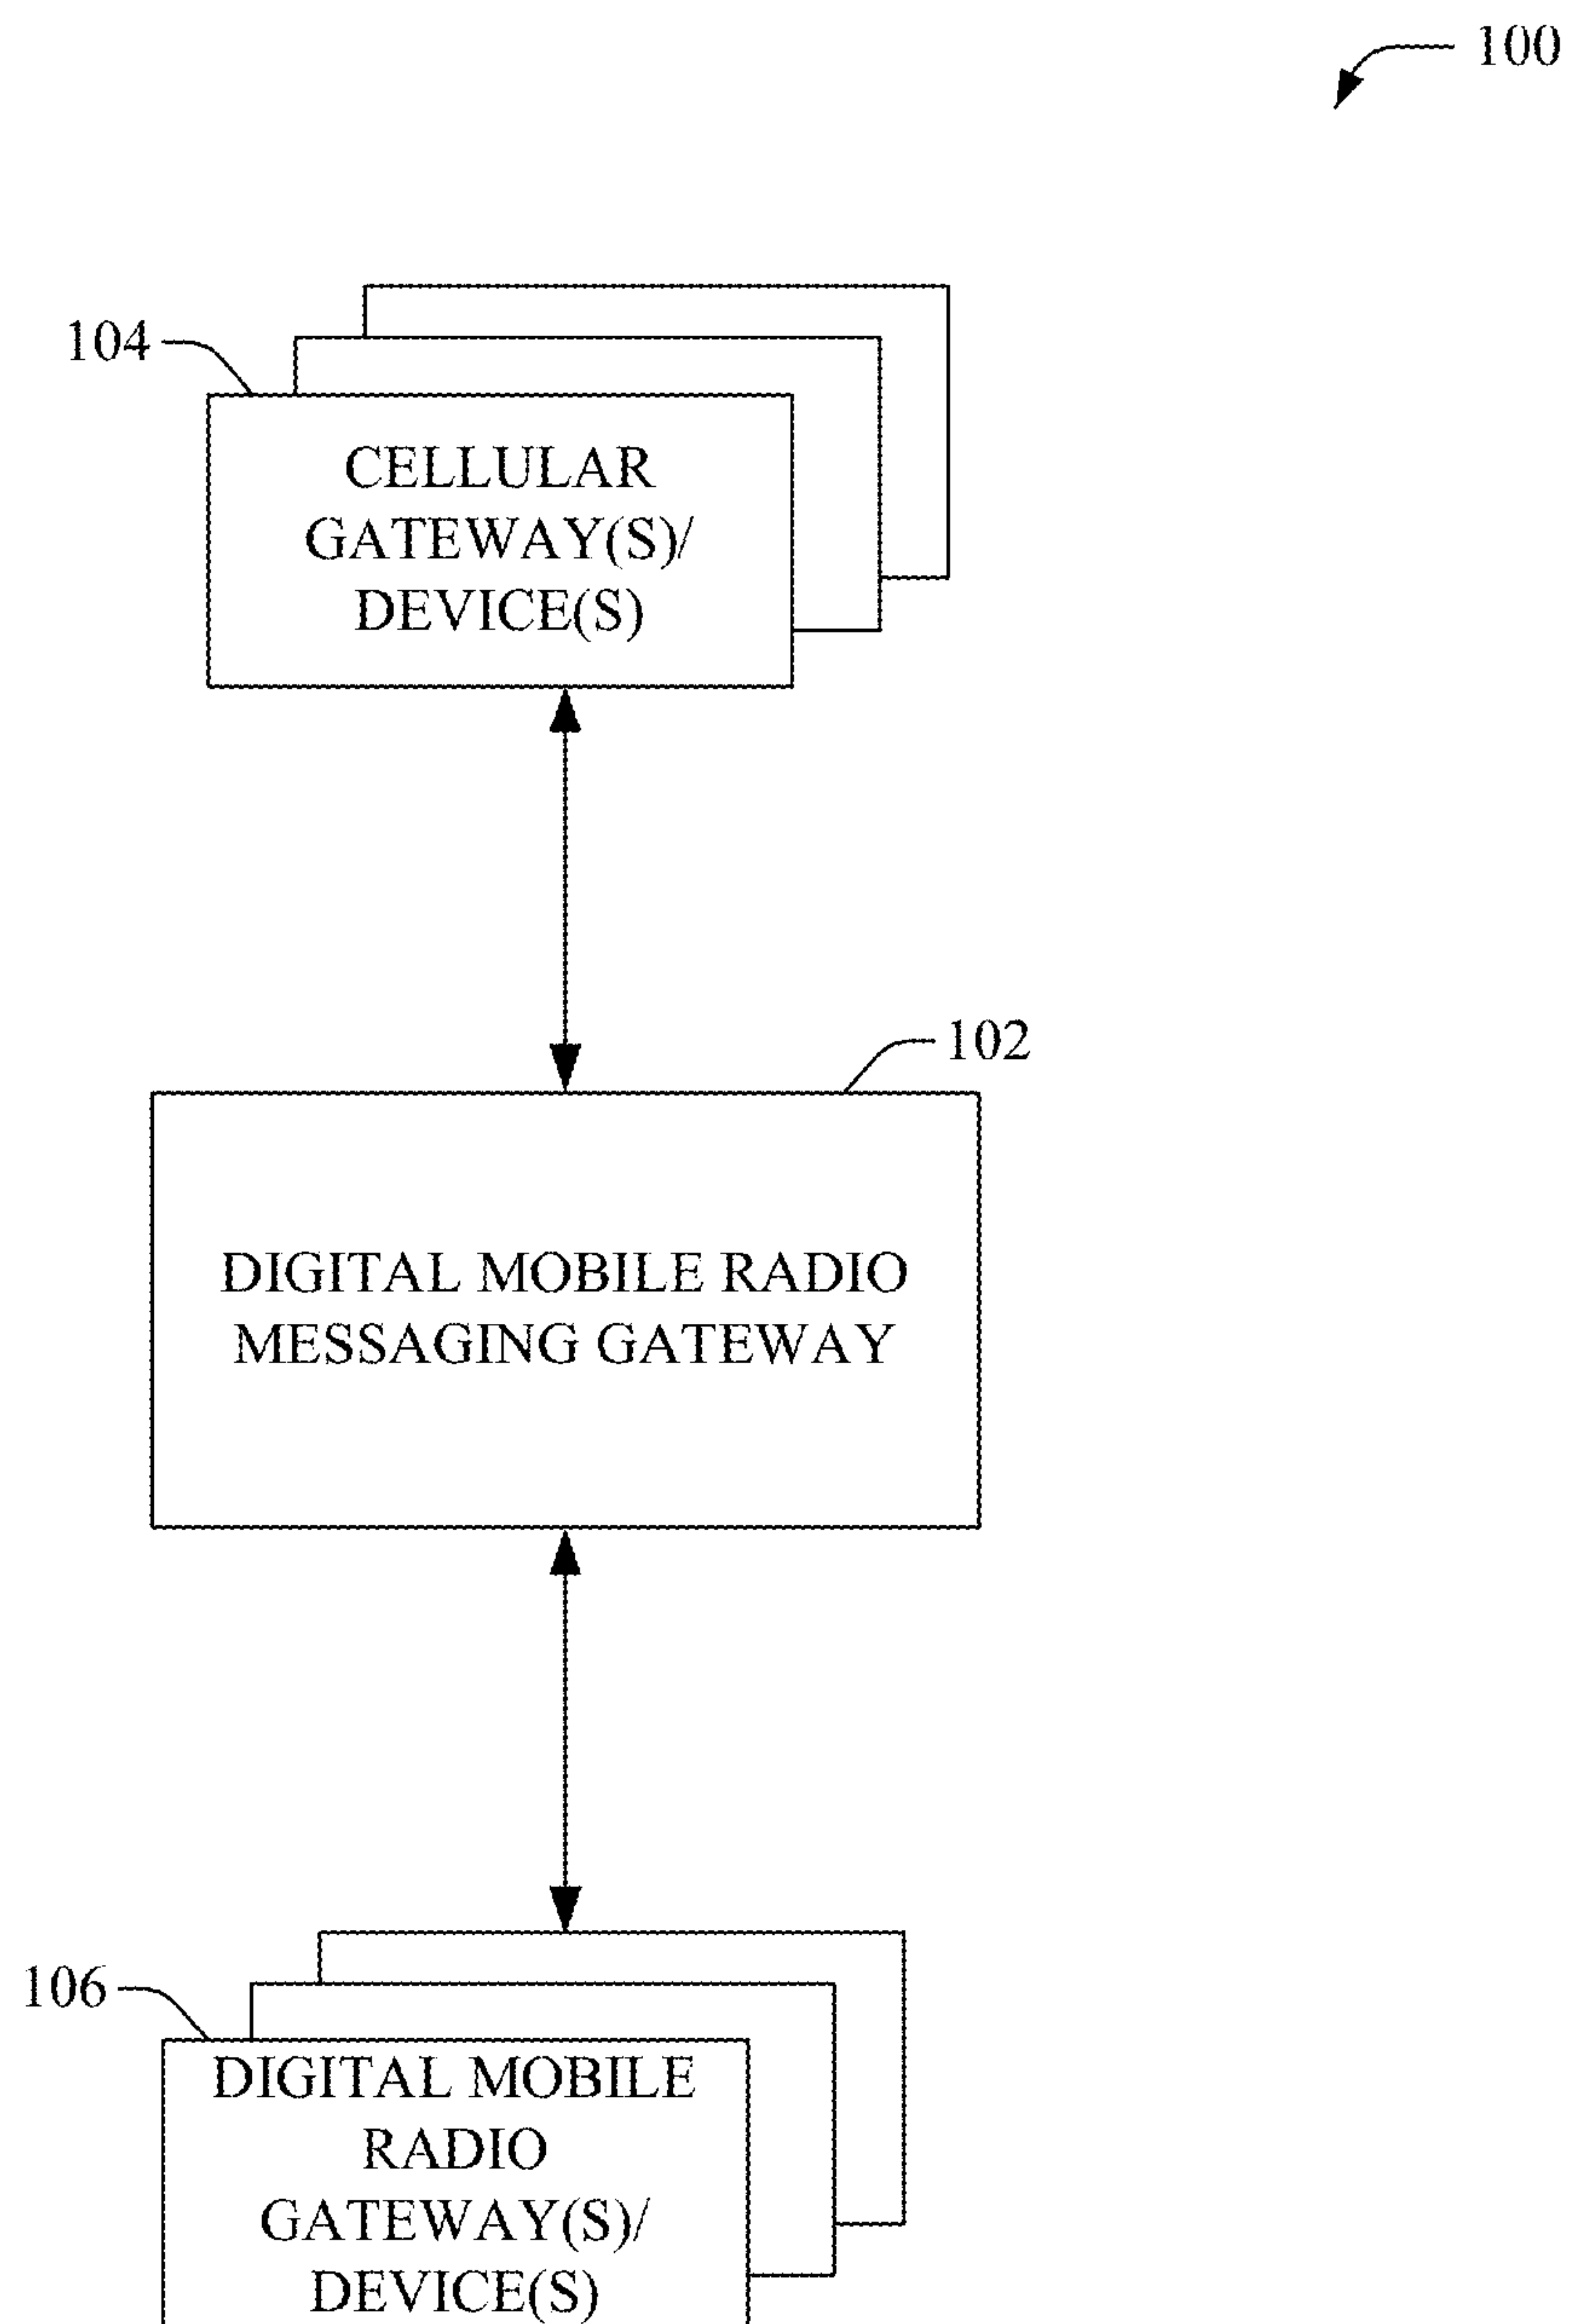 100
104
CELLULAR
GATEWAY(S)/
DEVICE(S)
102
DIGITAL MOBILE RADIO
MESSAGING GATEWAY
106
DIGITAL MOBILE
RADIO
GATEWAY(S)/
DEVICE(S)